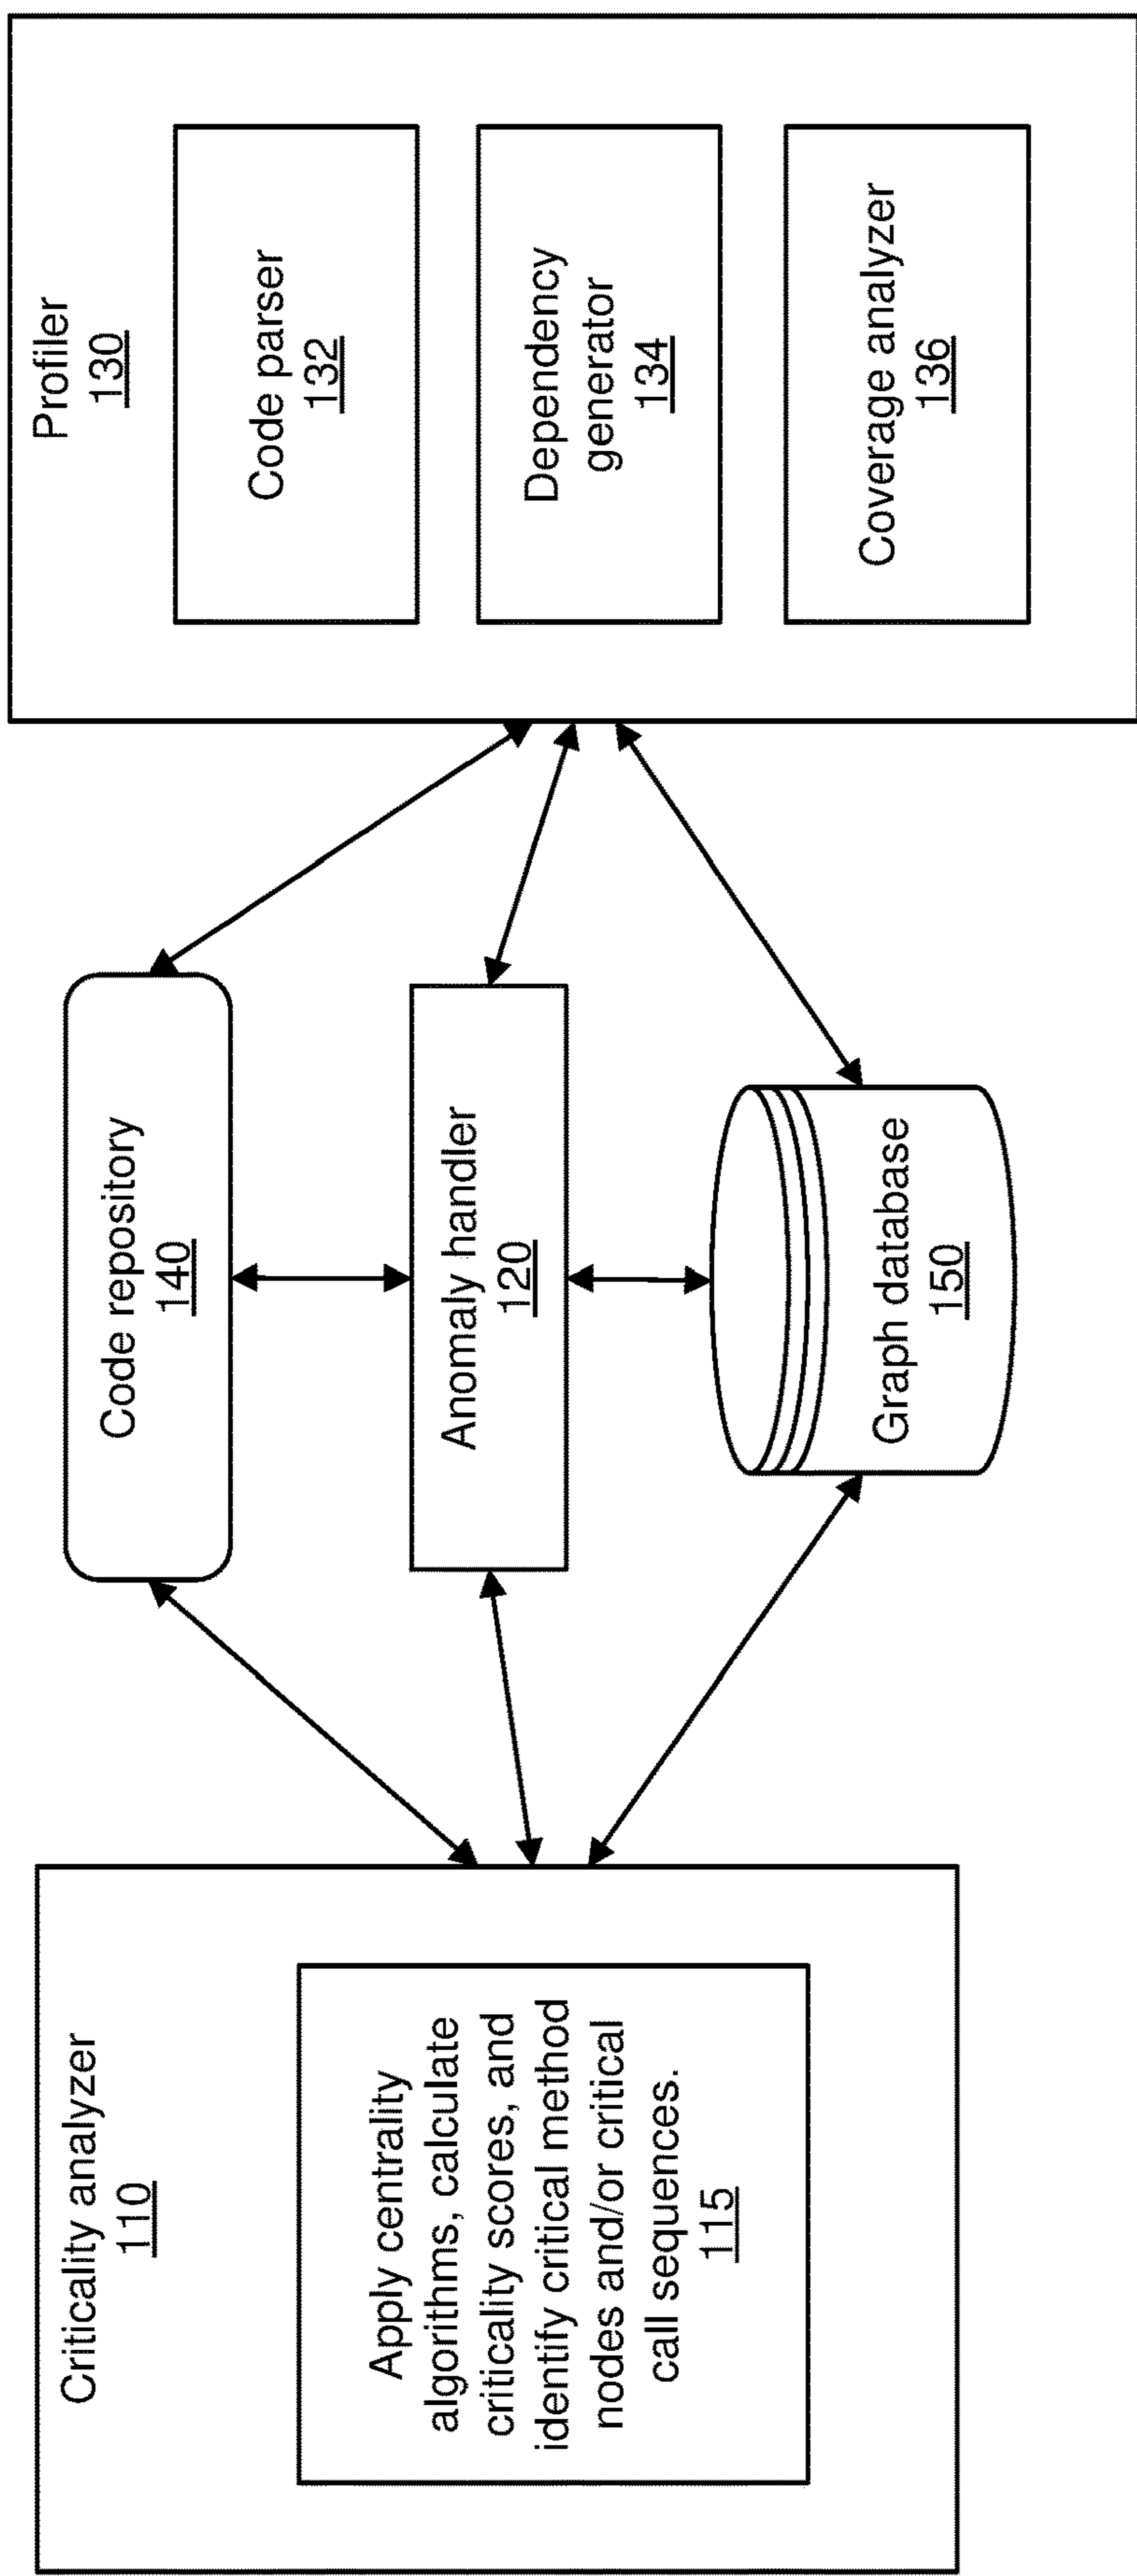 Criticality analyzer
110
Apply centrality
algorithms, calculate
criticality scores, and
identify critical method
nodes and/or critical
call sequences.
115
Code repository
140
Anomaly handler
120
Graph database
150
Profiler
130
Code parser
132
Dependency
generator
134
Coverage analyzer
136